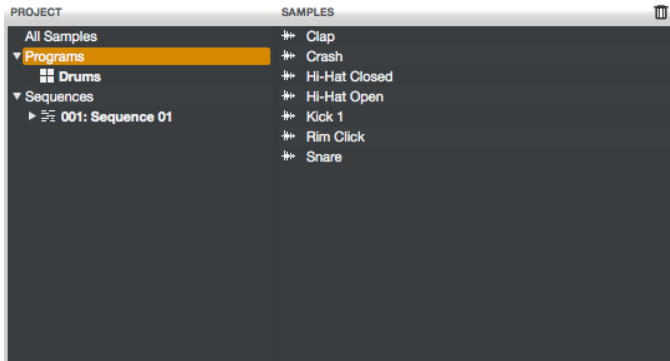 PROJECT
All Samples
Programs
Drums
Sequences
001: Sequence 01
SAMPLES
Clap
Crash
Hi-Hat Closed
Hi-Hat Open
Kick 1
Rim Click
Snare